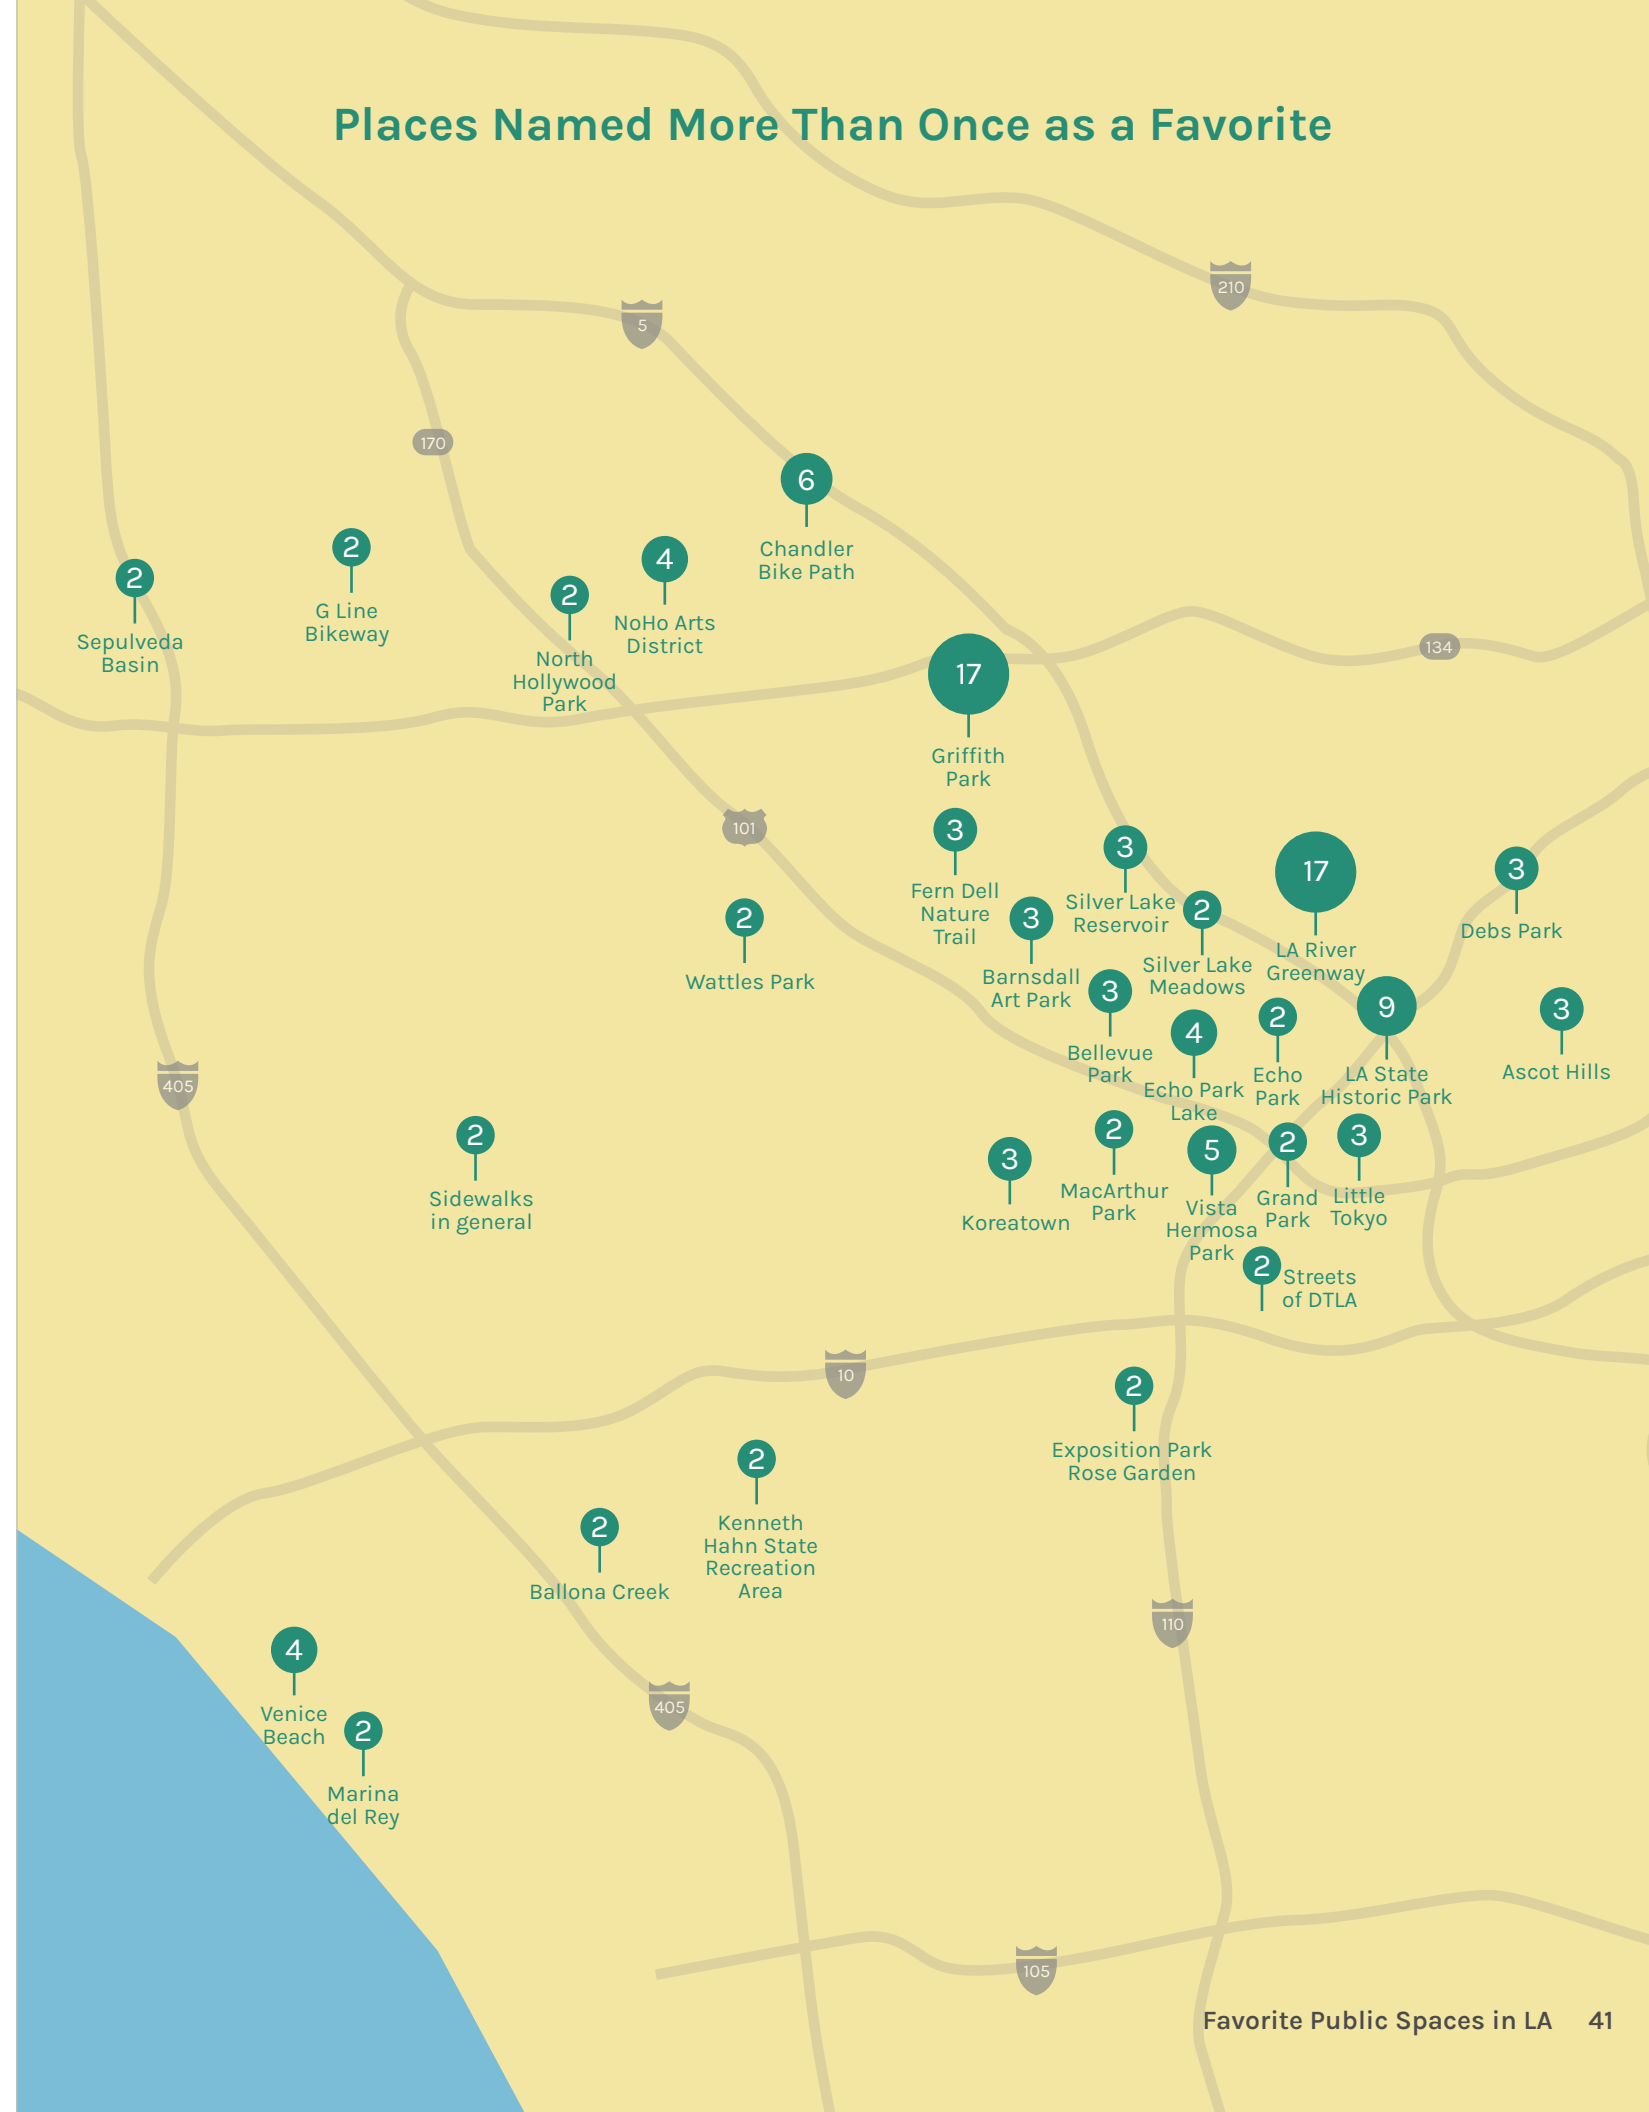 Places Named More Than Once as a Favorite
210
5
170
6
Chandler
Bike Path
2
G Line
Bikeway
4
NoHo Arts
District
2
Sepulveda
Basin
2
North
Hollywood
Park
134
17
Griffith
Park
101
3
Fern Dell
Nature
Trail
3
Silver Lake
Reservoir
17
LA River
Greenway
3
Debs Park
2
Wattles Park
3
Barnsdall
Art Park
2
Silver Lake
Meadows
3
Bellevue
Park
9
LA State
Historic Park
3
Ascot Hills
2
Echo
Park
4
Echo Park
Lake
405
2
Sidewalks
in general
3
Koreatown
2
MacArthur
Park
5
Vista
Hermosa
Park
2
Grand
Park
3
Little
Tokyo
2
Streets
of DTLA
10
2
Exposition Park
Rose Garden
2
Kenneth
Hahn State
Recreation
Area
2
Ballona Creek
110
4
Venice
Beach
405
2
Marina
del Rey
105
Favorite Public Spaces in LA 41